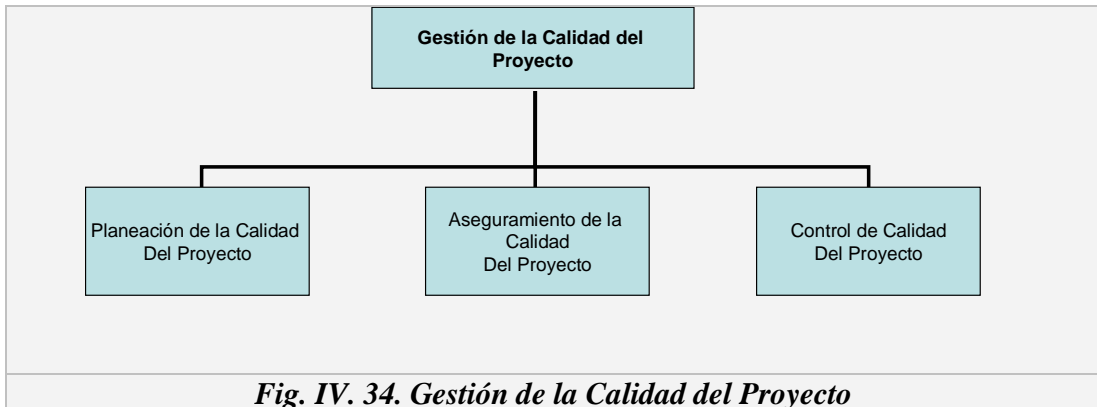 Gestión de la Calidad del
Proyecto
Planeación de la Calidad
Del Proyecto
Aseguramiento de la
Calidad
Del Proyecto
Control de Calidad
Del Proyecto
Fig. IV. 34. Gestión de la Calidad del Proyecto